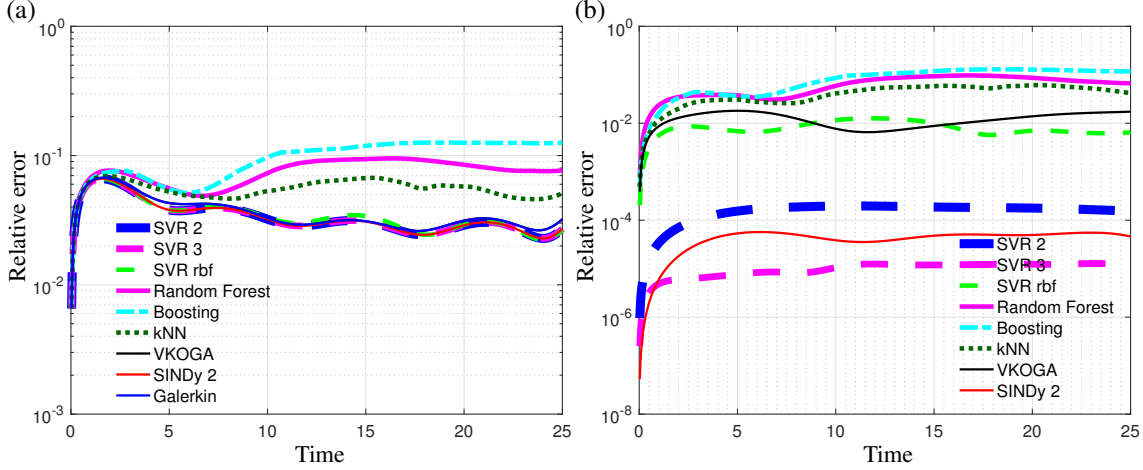 (a)
(b)
10^0
10^-1
10^-2
10^-3
Relative error
SVR 2
SVR 3
SVR rbf
Random Forest
Boosting
kNN
VKOGA
SINDy 2
Galerkin
0 5 10 15 20 25
Time
10^0
10^-2
10^-4
10^-6
10^-8
Relative error
SVR 2
SVR 3
SVR rbf
Random Forest
Boosting
kNN
VKOGA
SINDy 2
0 5 10 15 20 25
Time